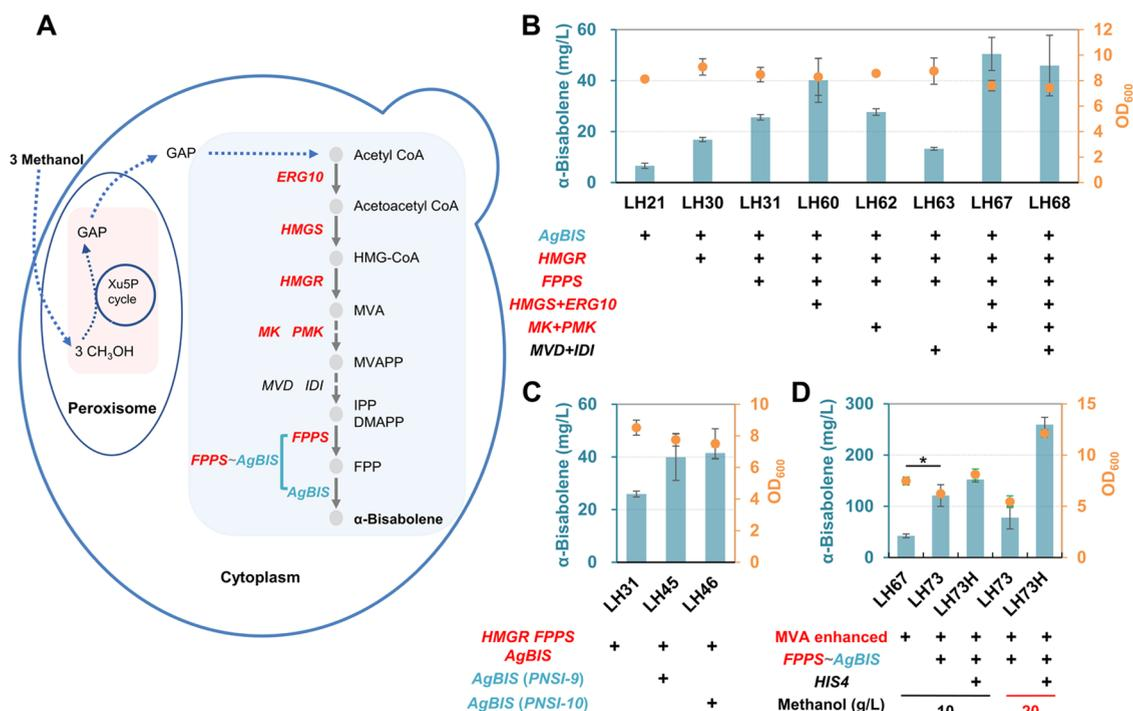 A
3 Methanol
GAP
GAP
Xu5P
cycle
3 CH3OH
Peroxisome
Cytoplasm
Acetyl CoA
ERG10
Acetoacetyl CoA
HMGS
HMG-CoA
HMGR
MVA
MK PMK
MVAPP
MVD IDI
IPP
DMAPP
FPPS
FPPS~AgBIS
FPP
AgBIS
α-Bisabolene
B
α-Bisabolene (mg/L)
60
40
20
0
12
10
8
6
4
2
0
OD600
LH21 LH30 LH31 LH60 LH62 LH63 LH67 LH68
AgBIS + + + + + + + +
HMGR + + + + + + +
FPPS + + + + + +
HMGS+ERG10 + + +
MK+PMK + + +
MVD+IDI + +
C
α-Bisabolene (mg/L)
60
40
20
0
10
8
6
4
2
0
OD600
LH31 LH45 LH46
HMGR FPPS
AgBIS + + +
AgBIS (PNSI-9) +
AgBIS (PNSI-10) +
D
α-Bisabolene (mg/L)
300
200
100
0
15
10
5
0
OD600
*
LH67 LH73 LH73H LH73 LH73H
MVA enhanced + + + + +
FPPS~AgBIS + + + +
HIS4 + +
Methanol (g/L) 10 20